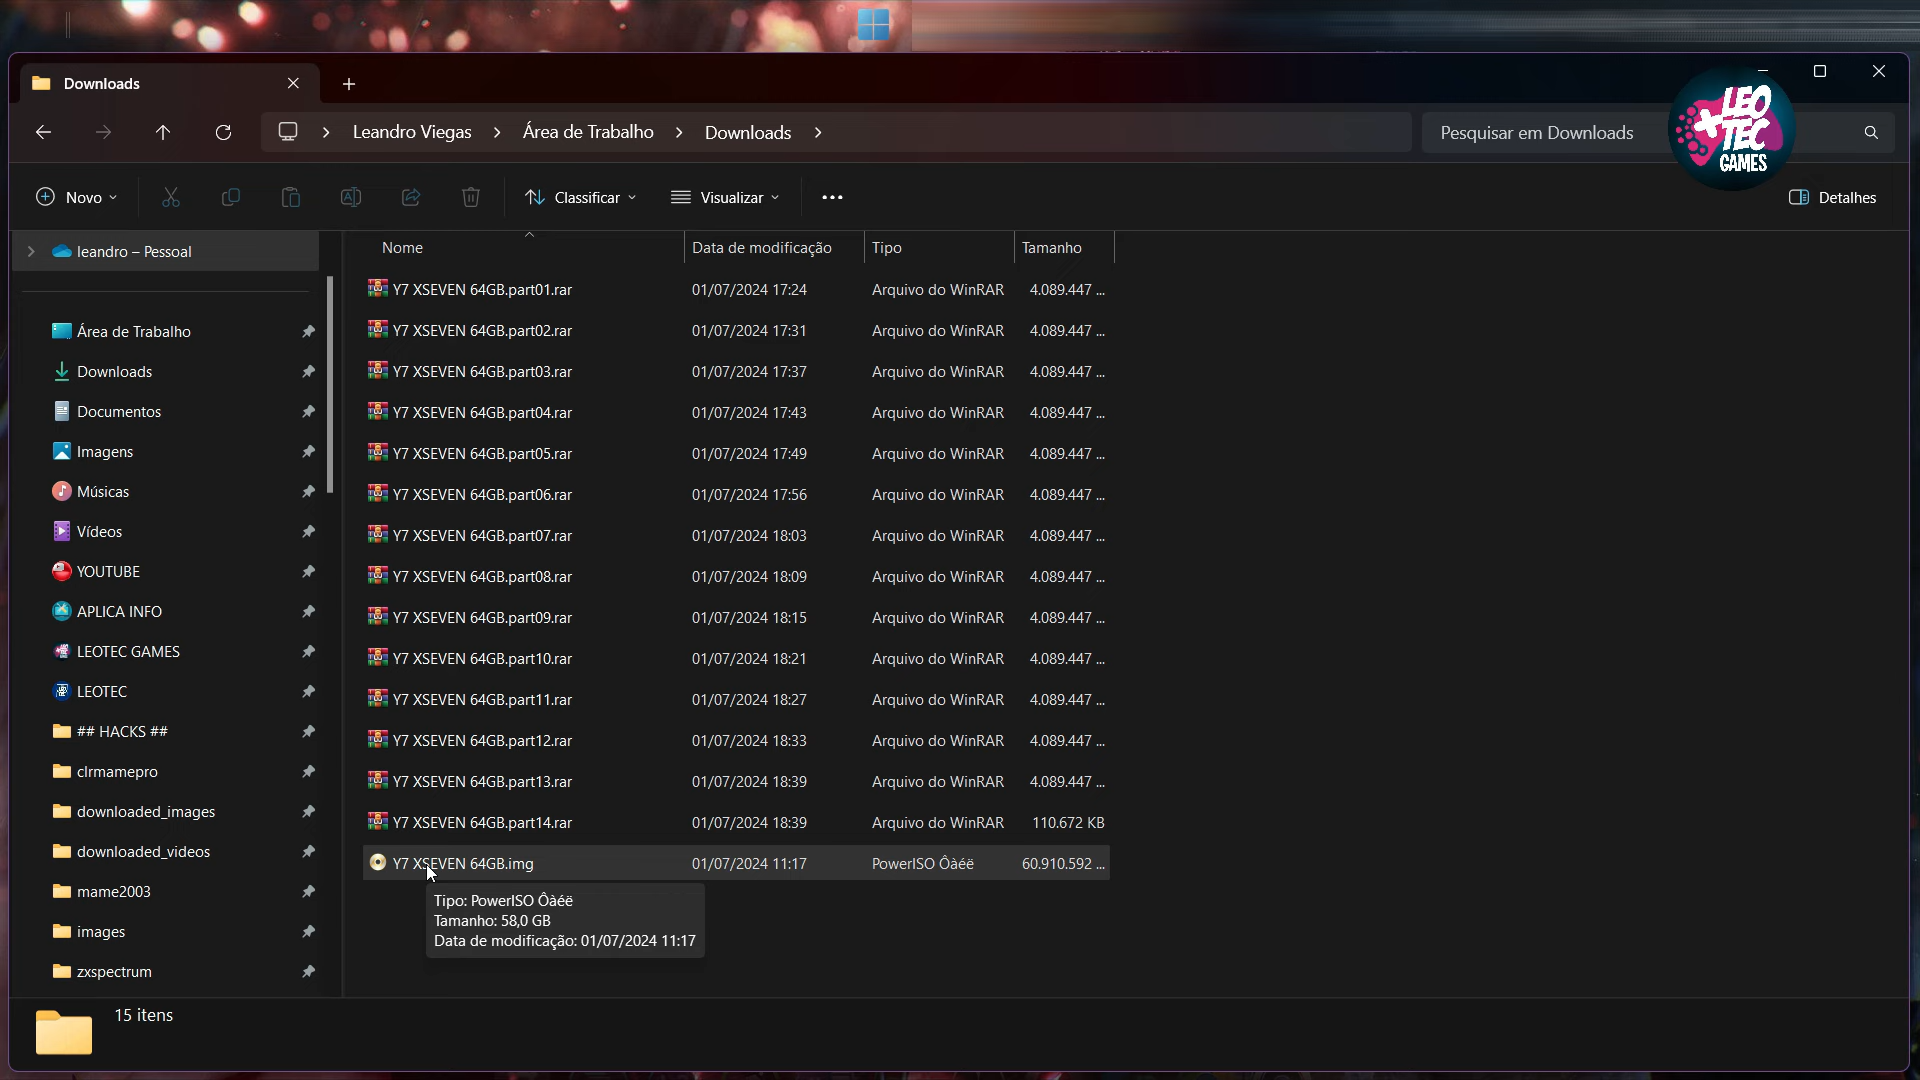 Downloads
Leandro Viegas > Área de Trabalho > Downloads >
Pesquisar em Downloads
+LEO
TEC
GAMES
Novo
Classificar
Visualizar
Detalhes
leandro – Pessoal
Área de Trabalho
Downloads
Documentos
Imagens
Músicas
Vídeos
YOUTUBE
APLICA INFO
LEOTEC GAMES
LEOTEC
## HACKS ##
clrmamepro
downloaded_images
downloaded_videos
mame2003
images
zxspectrum
Nome Data de modificação Tipo Tamanho
Y7 XSEVEN 64GB.part01.rar 01/07/2024 17:24 Arquivo do WinRAR 4.089.447 ...
Y7 XSEVEN 64GB.part02.rar 01/07/2024 17:31 Arquivo do WinRAR 4.089.447 ...
Y7 XSEVEN 64GB.part03.rar 01/07/2024 17:37 Arquivo do WinRAR 4.089.447 ...
Y7 XSEVEN 64GB.part04.rar 01/07/2024 17:43 Arquivo do WinRAR 4.089.447 ...
Y7 XSEVEN 64GB.part05.rar 01/07/2024 17:49 Arquivo do WinRAR 4.089.447 ...
Y7 XSEVEN 64GB.part06.rar 01/07/2024 17:56 Arquivo do WinRAR 4.089.447 ...
Y7 XSEVEN 64GB.part07.rar 01/07/2024 18:03 Arquivo do WinRAR 4.089.447 ...
Y7 XSEVEN 64GB.part08.rar 01/07/2024 18:09 Arquivo do WinRAR 4.089.447 ...
Y7 XSEVEN 64GB.part09.rar 01/07/2024 18:15 Arquivo do WinRAR 4.089.447 ...
Y7 XSEVEN 64GB.part10.rar 01/07/2024 18:21 Arquivo do WinRAR 4.089.447 ...
Y7 XSEVEN 64GB.part11.rar 01/07/2024 18:27 Arquivo do WinRAR 4.089.447 ...
Y7 XSEVEN 64GB.part12.rar 01/07/2024 18:33 Arquivo do WinRAR 4.089.447 ...
Y7 XSEVEN 64GB.part13.rar 01/07/2024 18:39 Arquivo do WinRAR 4.089.447 ...
Y7 XSEVEN 64GB.part14.rar 01/07/2024 18:39 Arquivo do WinRAR 110.672 KB
Y7 XSEVEN 64GB.img 01/07/2024 11:17 PowerISO Ôàéë 60.910.592 ...
Tipo: PowerISO Ôàéë
Tamanho: 58,0 GB
Data de modificação: 01/07/2024 11:17
15 itens